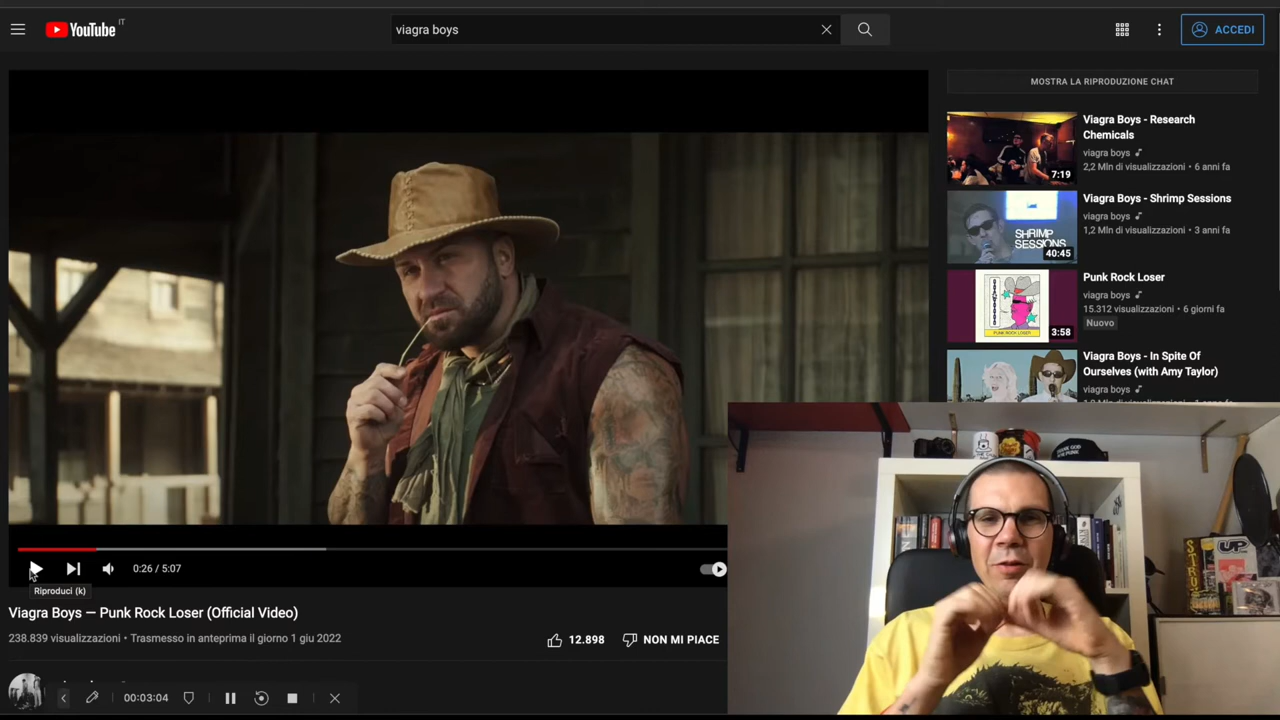 YouTube IT
viagra boys
ACCEDI
MOSTRA LA RIPRODUZIONE CHAT
Viagra Boys - Research
Chemicals
viagra boys
2,2 Mln di visualizzazioni • 6 anni fa
7:19
Viagra Boys - Shrimp Sessions
viagra boys
1,2 Mln di visualizzazioni • 3 anni fa
SHRIMP
SESSIONS
40:45
Punk Rock Loser
viagra boys
15.312 visualizzazioni • 6 giorni fa
Nuovo
PUNK ROCK LOSER
3:58
Viagra Boys - In Spite Of
Ourselves (with Amy Taylor)
viagra boys
0:26 / 5:07
Riproduci (k)
Viagra Boys — Punk Rock Loser (Official Video)
238.839 visualizzazioni • Trasmesso in anteprima il giorno 1 giu 2022
12.898
NON MI PIACE
00:03:04
UP